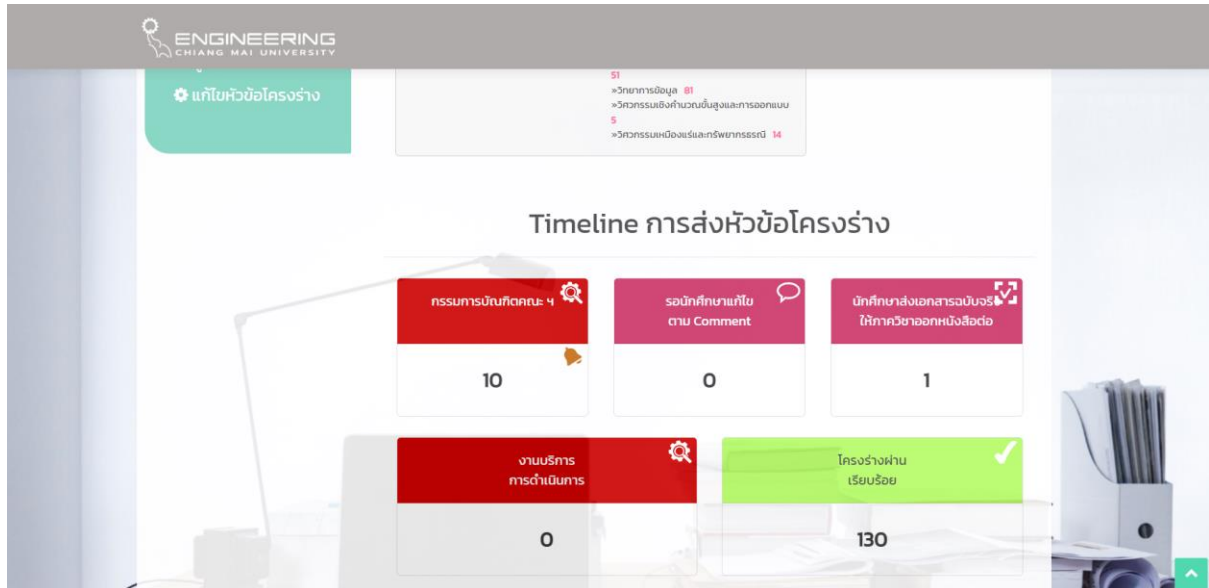 ENGINEERING
CHIANG MAI UNIVERSITY
แก้ไขหัวข้อโครงร่าง
51
»วิทยาการข้อมูล 81
»วิศวกรรมเชิงคำนวณขั้นสูงและการออกแบบ
5
»วิศวกรรมเหมืองแร่และทรัพยากรธรณี 14
Timeline การส่งหัวข้อโครงร่าง
กรรมการบัณฑิตคณะ ฯ
10
รอนักศึกษาแก้ไข
ตาม Comment
0
นักศึกษาส่งเอกสารฉบับจริ
ให้ภาควิชาออกหนังสือต่อ
1
งานบริการ
การดำเนินการ
0
โครงร่างผ่าน
เรียบร้อย
130